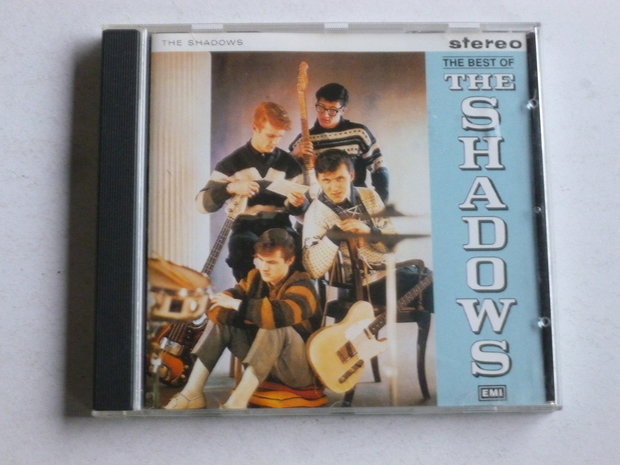 THE SHADOWS
stereo
THE BEST OF
THE
SHADOWS
EMI